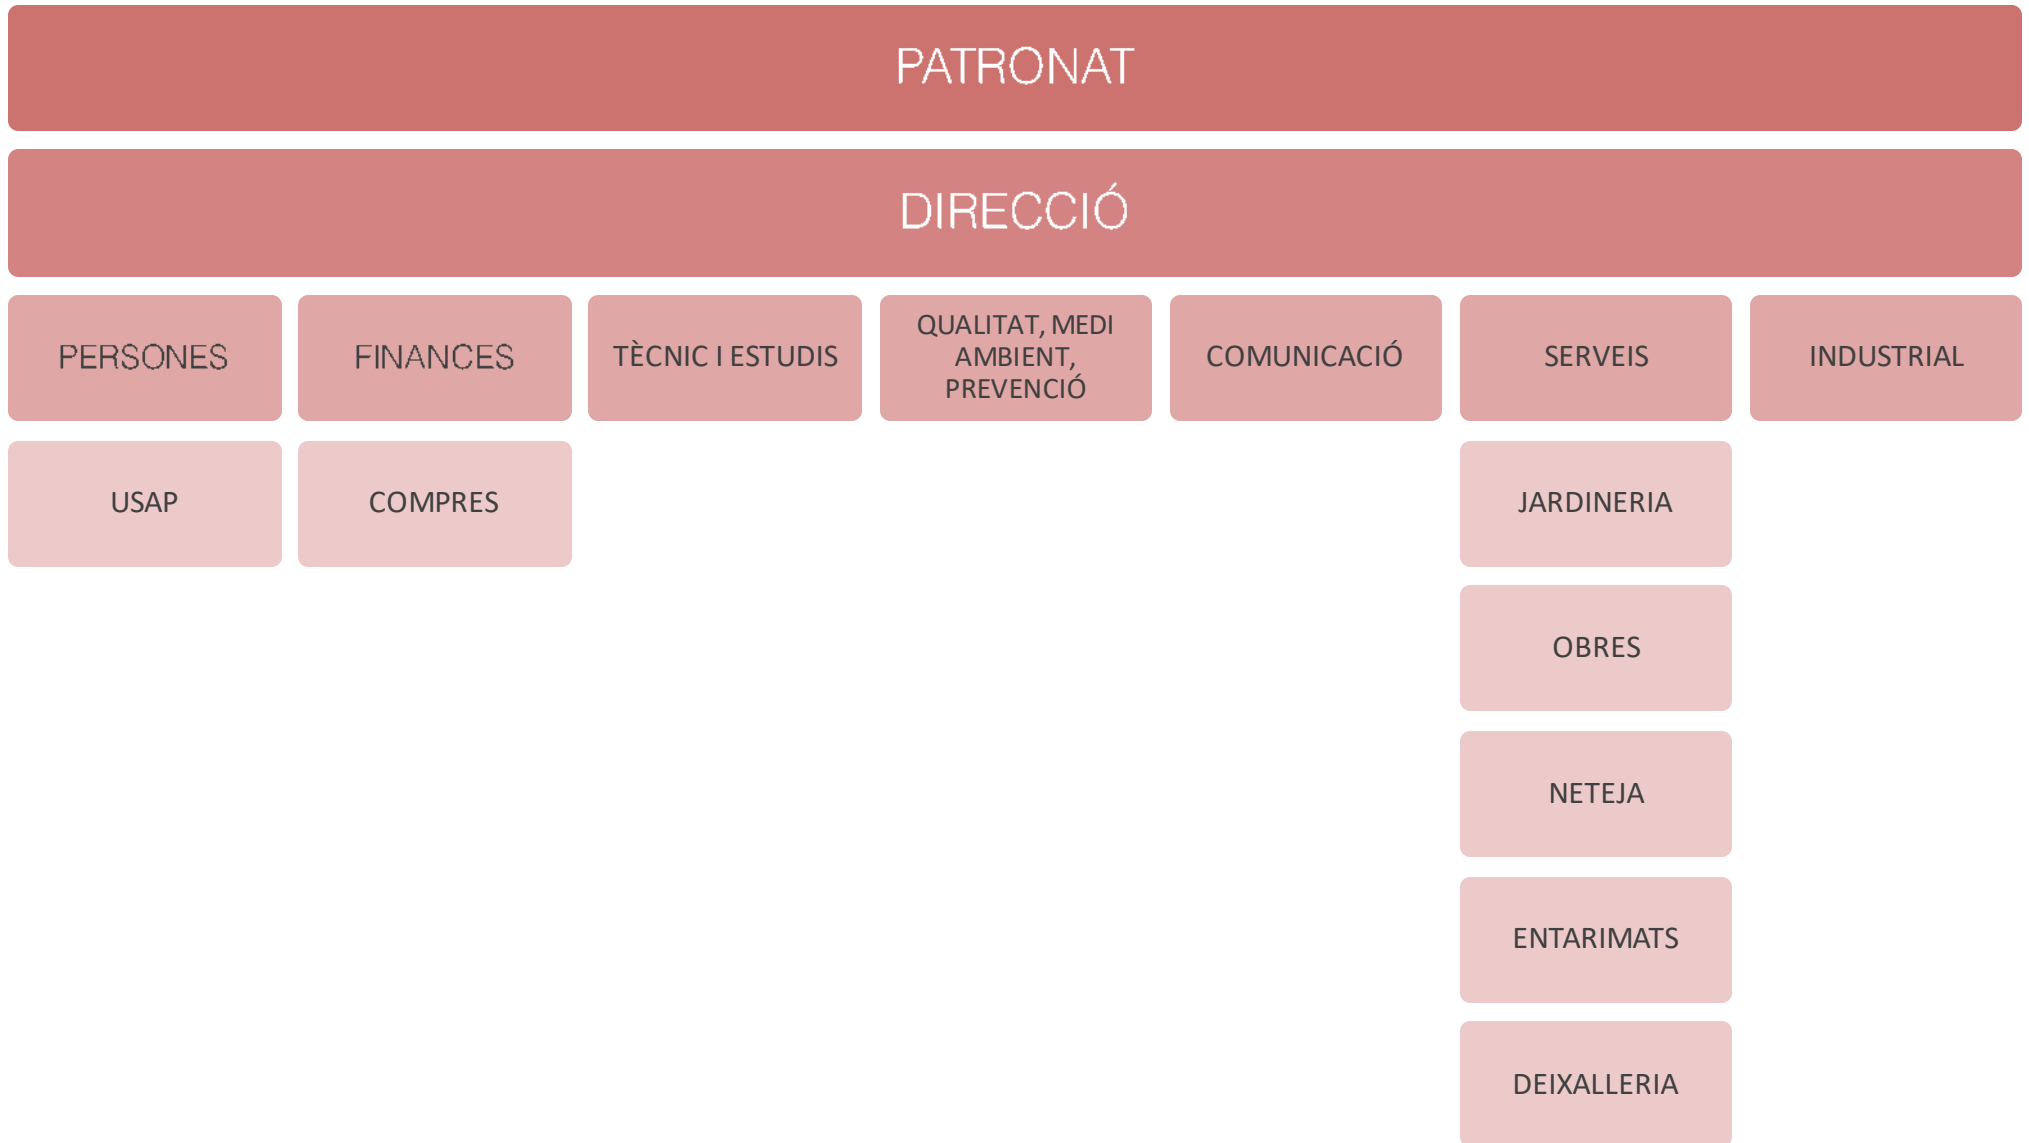 PATRONAT
DIRECCIÓ
PERSONES
FINANCES
TÈCNIC I ESTUDIS
QUALITAT, MEDI
AMBIENT,
PREVENCIÓ
COMUNICACIÓ
SERVEIS
INDUSTRIAL
USAP
COMPRES
JARDINERIA
OBRES
NETEJA
ENTARIMATS
DEIXALLERIA